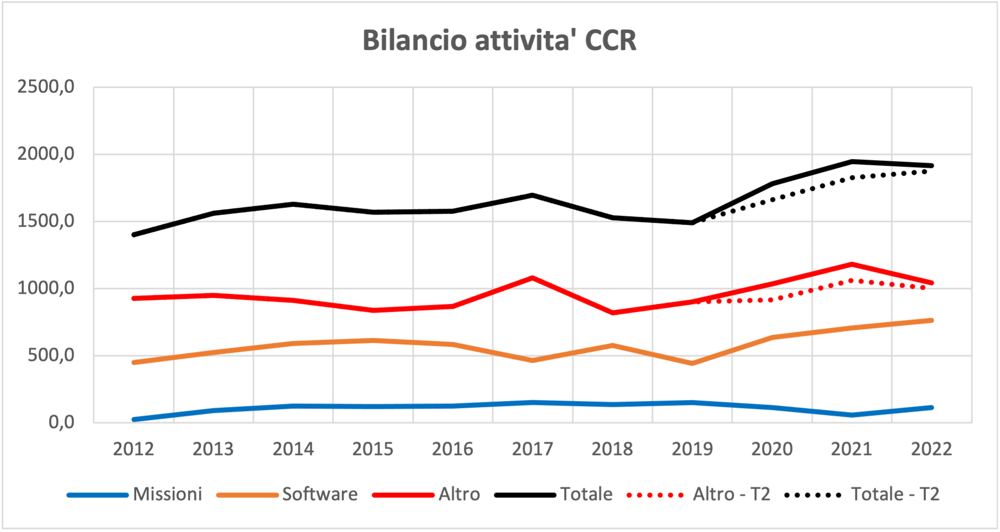 Bilancio attivita' CCR
2500,0
2000,0
1500,0
1000,0
500,0
0,0
2012 2013 2014 2015 2016 2017 2018 2019 2020 2021 2022
Missioni Software Altro Totale Altro - T2 Totale - T2